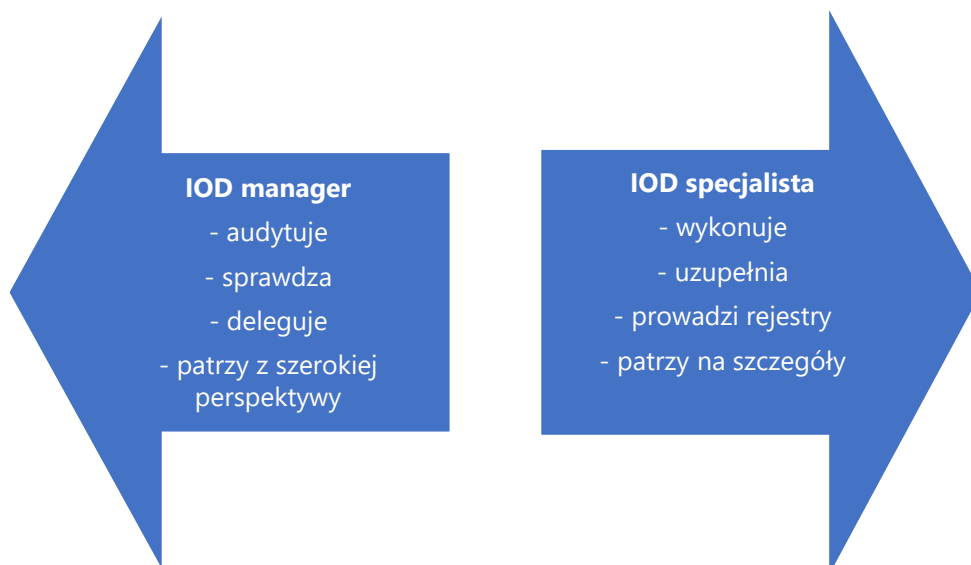 IOD manager
- audytuje
- sprawdza
- deleguje
- patrzy z szerokiej
perspektywy
IOD specjalista
- wykonuje
- uzupełnia
- prowadzi rejestry
- patrzy na szczegóły